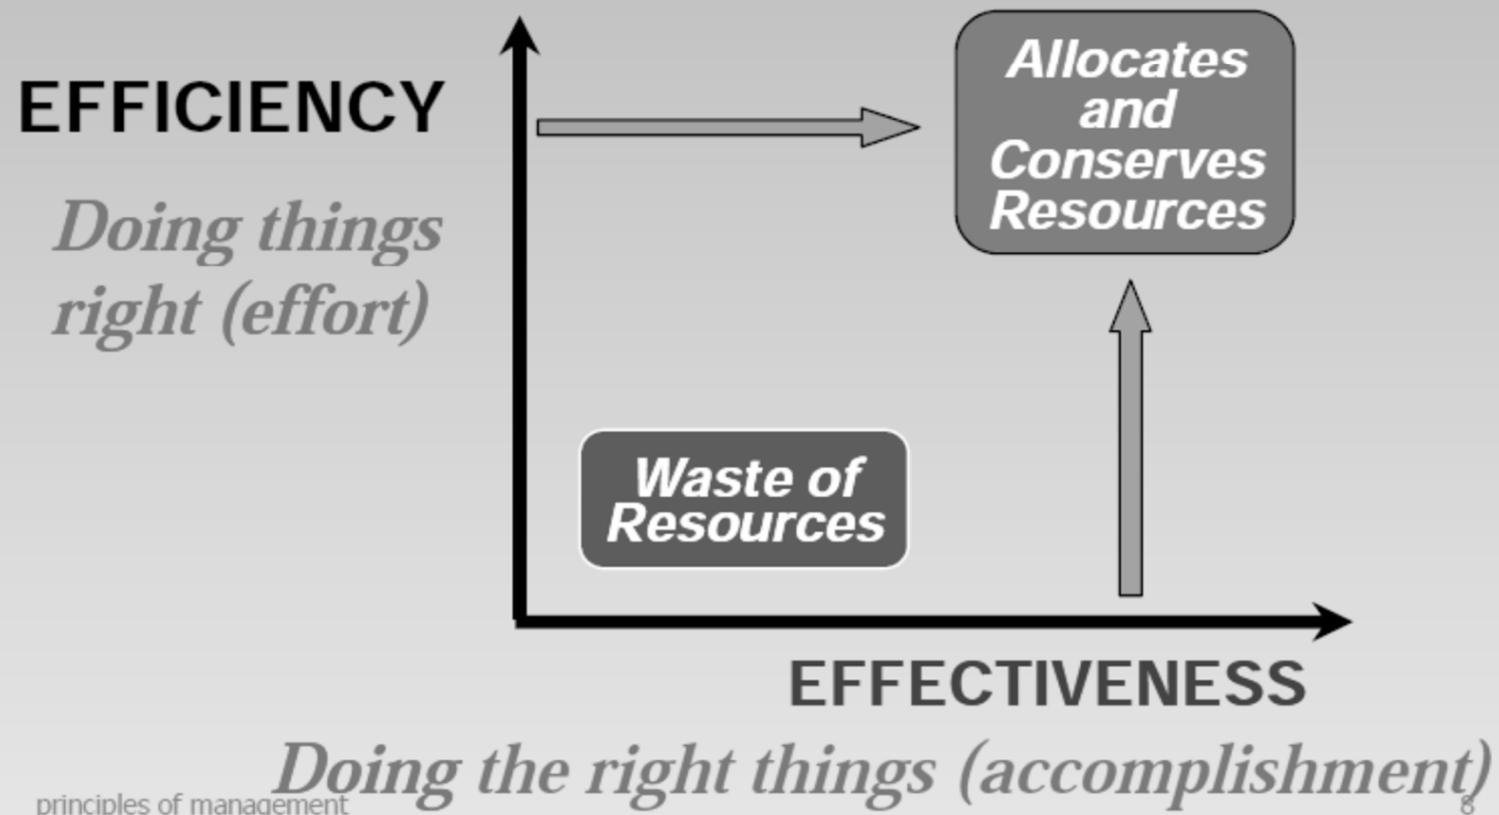 EFFICIENCY
Doing things
right (effort)
Allocates
and
Conserves
Resources
Waste of
Resources
EFFECTIVENESS
Doing the right things (accomplishment)
principles of management
8